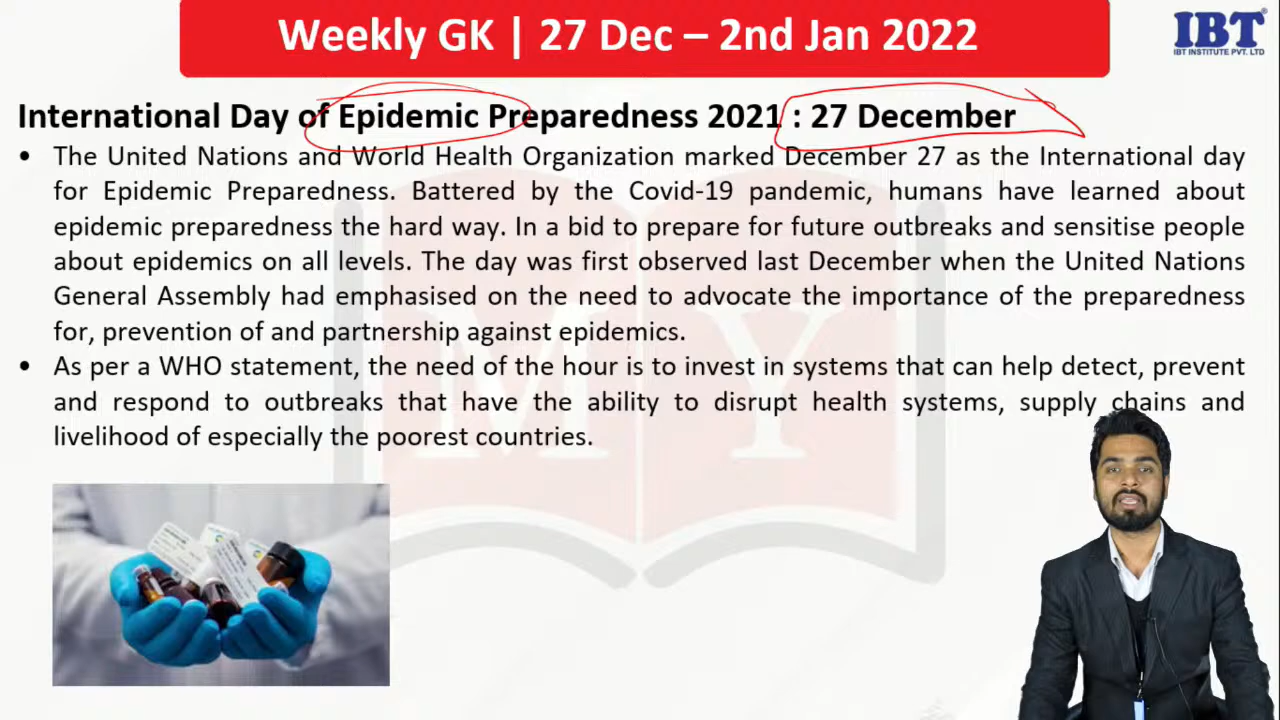 Weekly GK | 27 Dec – 2nd Jan 2022
IBT
IBT INSTITUTE PVT. LTD
International Day of Epidemic Preparedness 2021 : 27 December
• The United Nations and World Health Organization marked December 27 as the International day
for Epidemic Preparedness. Battered by the Covid-19 pandemic, humans have learned about
epidemic preparedness the hard way. In a bid to prepare for future outbreaks and sensitise people
about epidemics on all levels. The day was first observed last December when the United Nations
General Assembly had emphasised on the need to advocate the importance of the preparedness
for, prevention of and partnership against epidemics.
• As per a WHO statement, the need of the hour is to invest in systems that can help detect, prevent
and respond to outbreaks that have the ability to disrupt health systems, supply chains and
livelihood of especially the poorest countries.
M Y